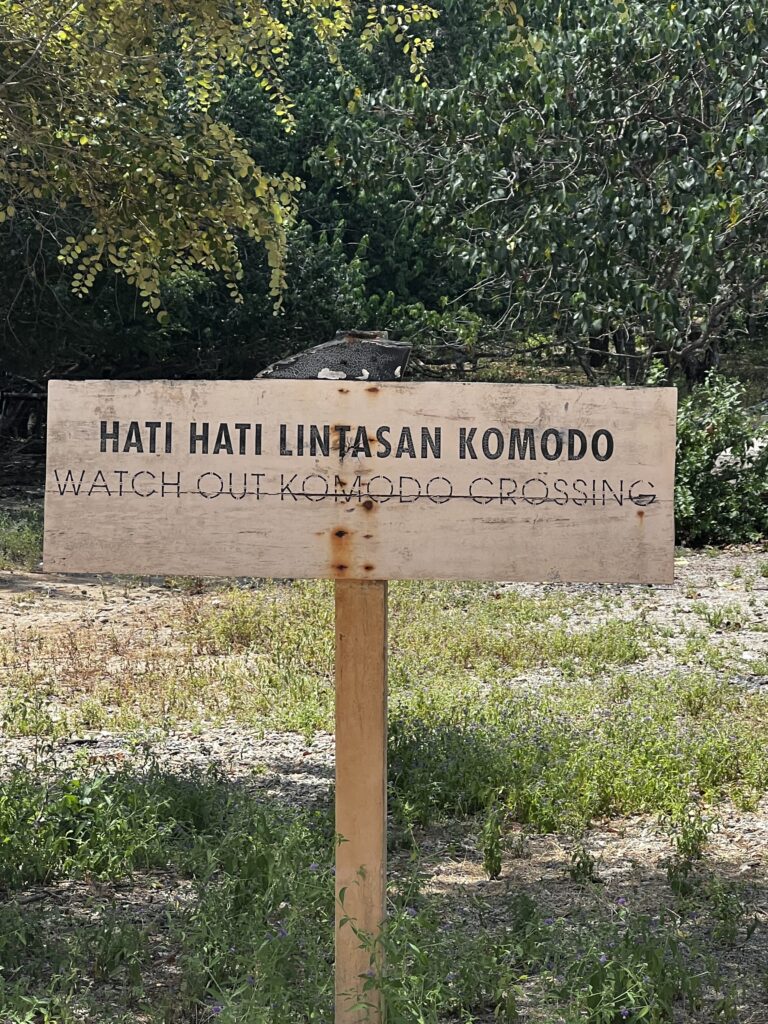 HATI HATI LINTASAN KOMODO
WATCH OUT KOMODO CROSSING